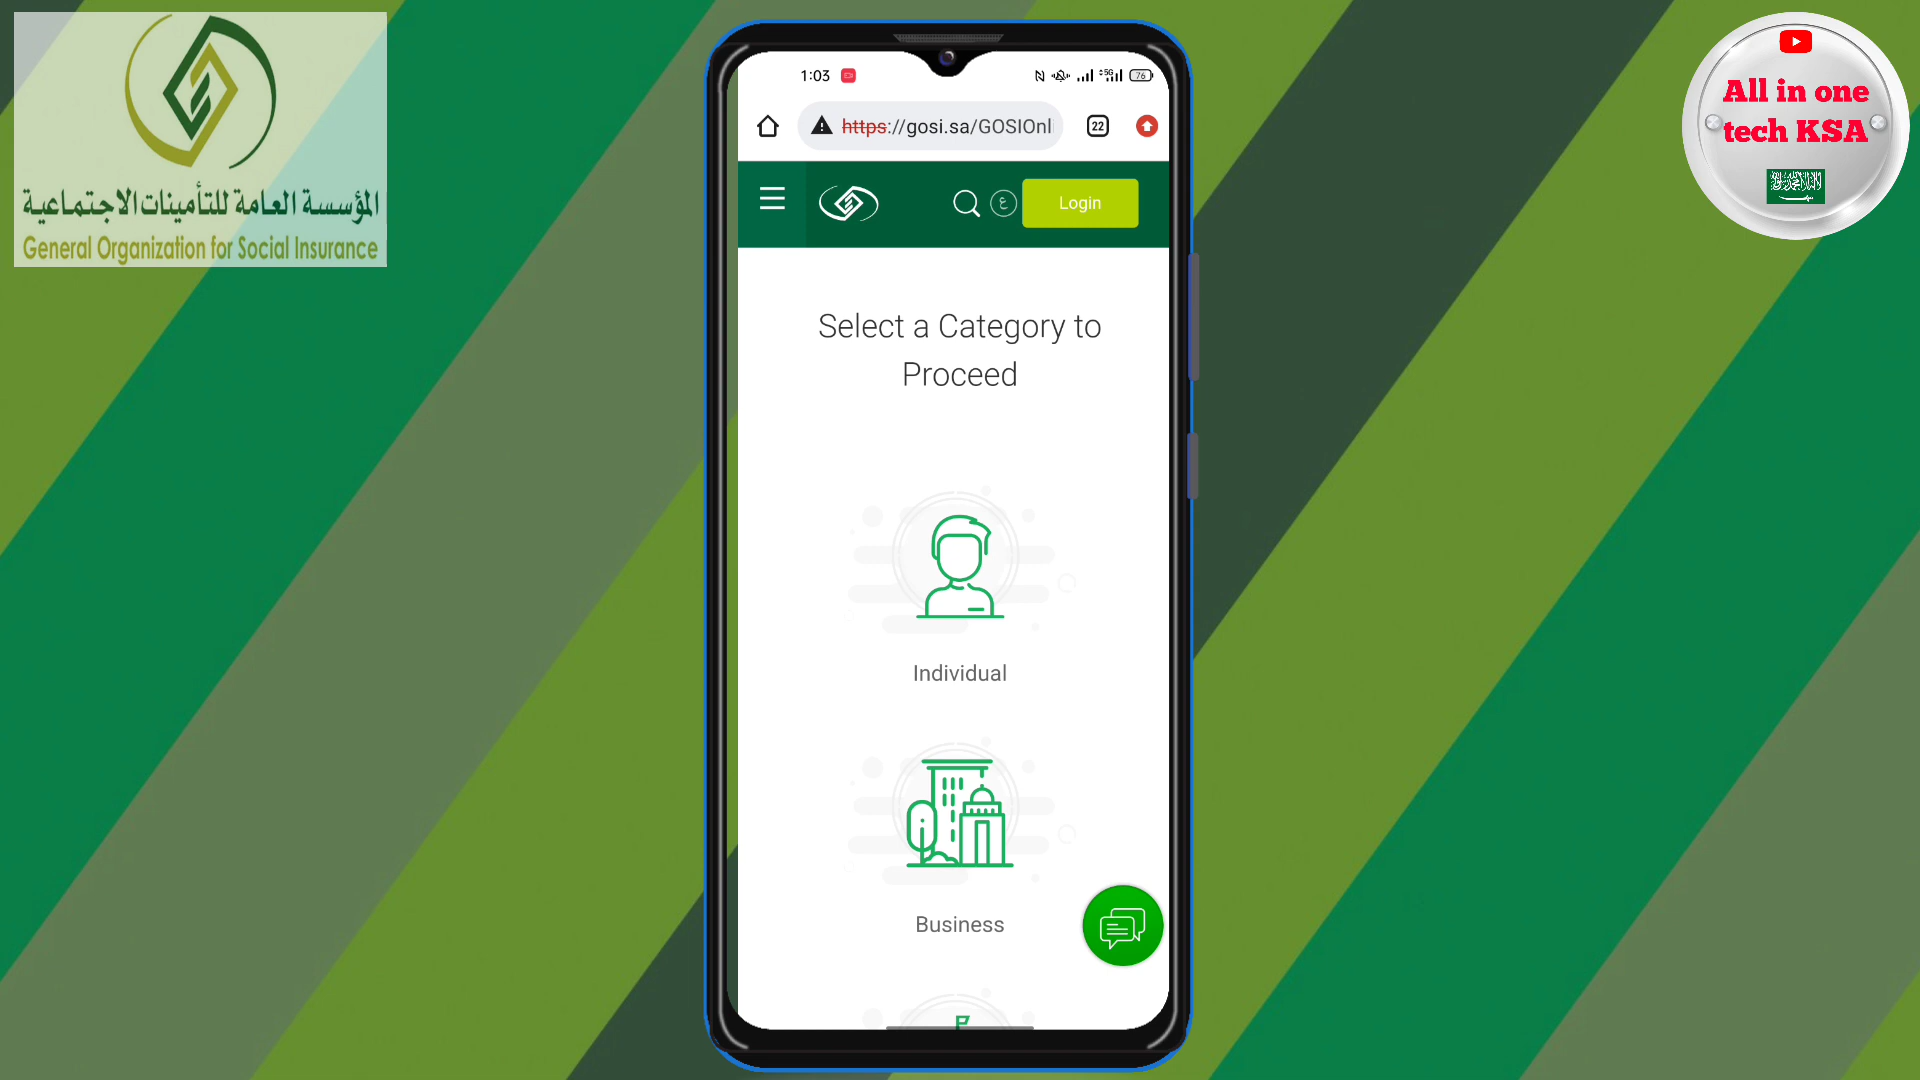 المؤسسة العامة للتأمينات الاجتماعية
General Organization for Social Insurance
1:03
76
https://gosi.sa/GOSIOnl
22
ع
Login
Select a Category to
Proceed
Individual
Business
All in one
tech KSA